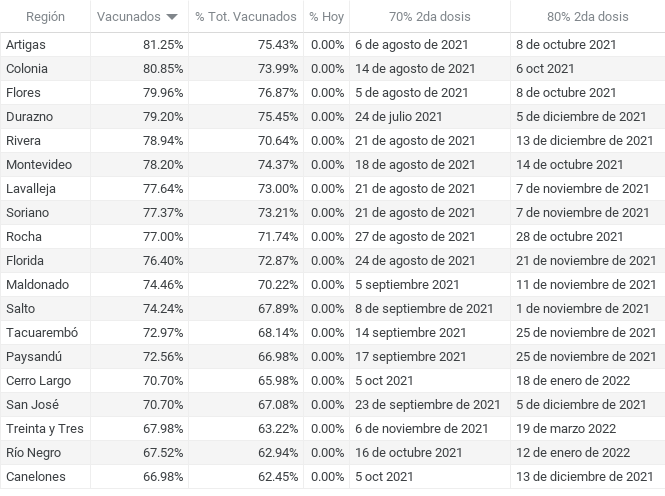 Región Vacunados % Tot. Vacunados % Hoy 70% 2da dosis 80% 2da dosis
Artigas 81.25% 75.43% 0.00% 6 de agosto de 2021 8 de octubre 2021
Colonia 80.85% 73.99% 0.00% 14 de agosto de 2021 6 oct 2021
Flores 79.96% 76.87% 0.00% 5 de agosto de 2021 8 de octubre 2021
Durazno 79.20% 75.45% 0.00% 24 de julio 2021 5 de diciembre de 2021
Rivera 78.94% 70.64% 0.00% 21 de agosto de 2021 13 de diciembre de 2021
Montevideo 78.20% 74.37% 0.00% 18 de agosto de 2021 14 de octubre 2021
Lavalleja 77.64% 73.00% 0.00% 21 de agosto de 2021 7 de noviembre de 2021
Soriano 77.37% 73.21% 0.00% 21 de agosto de 2021 7 de noviembre de 2021
Rocha 77.00% 71.74% 0.00% 27 de agosto de 2021 28 de octubre 2021
Florida 76.40% 72.87% 0.00% 24 de agosto de 2021 21 de noviembre de 2021
Maldonado 74.46% 70.22% 0.00% 5 septiembre 2021 11 de noviembre de 2021
Salto 74.24% 67.89% 0.00% 8 de septiembre de 2021 1 de noviembre de 2021
Tacuarembó 72.97% 68.14% 0.00% 14 septiembre 2021 25 de noviembre de 2021
Paysandú 72.56% 66.98% 0.00% 17 septiembre 2021 25 de noviembre de 2021
Cerro Largo 70.70% 65.98% 0.00% 5 oct 2021 18 de enero de 2022
San José 70.70% 67.08% 0.00% 23 de septiembre de 2021 5 de diciembre de 2021
Treinta y Tres 67.98% 63.22% 0.00% 6 de noviembre de 2021 19 de marzo 2022
Río Negro 67.52% 62.94% 0.00% 16 de octubre 2021 12 de enero de 2022
Canelones 66.98% 62.45% 0.00% 5 oct 2021 13 de diciembre de 2021